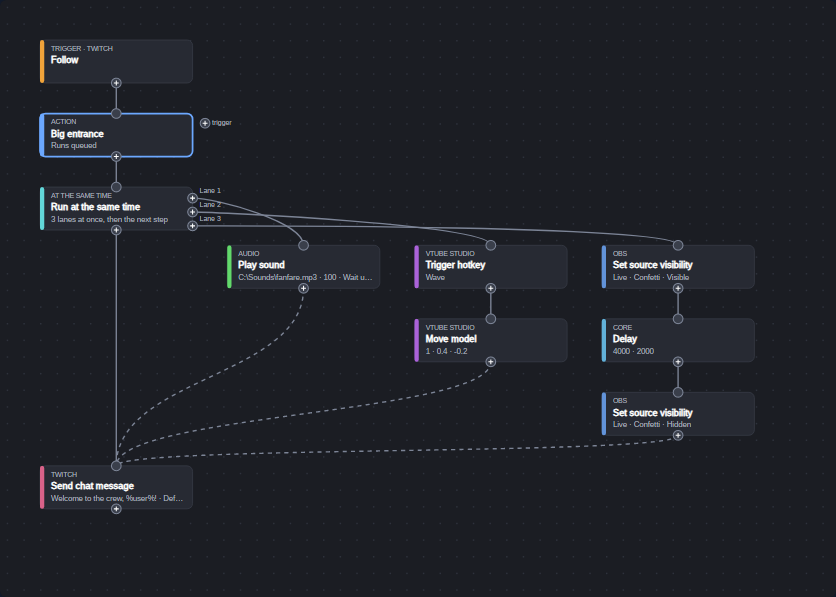 TRIGGER · TWITCH
Follow
ACTION
Big entrance
Runs queued
trigger
AT THE SAME TIME
Run at the same time
3 lanes at once, then the next step
Lane 1
Lane 2
Lane 3
AUDIO
Play sound
C:\Sounds\fanfare.mp3 · 100 · Wait u…
VTUBE STUDIO
Trigger hotkey
Wave
OBS
Set source visibility
Live · Confetti · Visible
VTUBE STUDIO
Move model
1 · 0.4 · -0.2
CORE
Delay
4000 · 2000
OBS
Set source visibility
Live · Confetti · Hidden
TWITCH
Send chat message
Welcome to the crew, %user%! · Def…